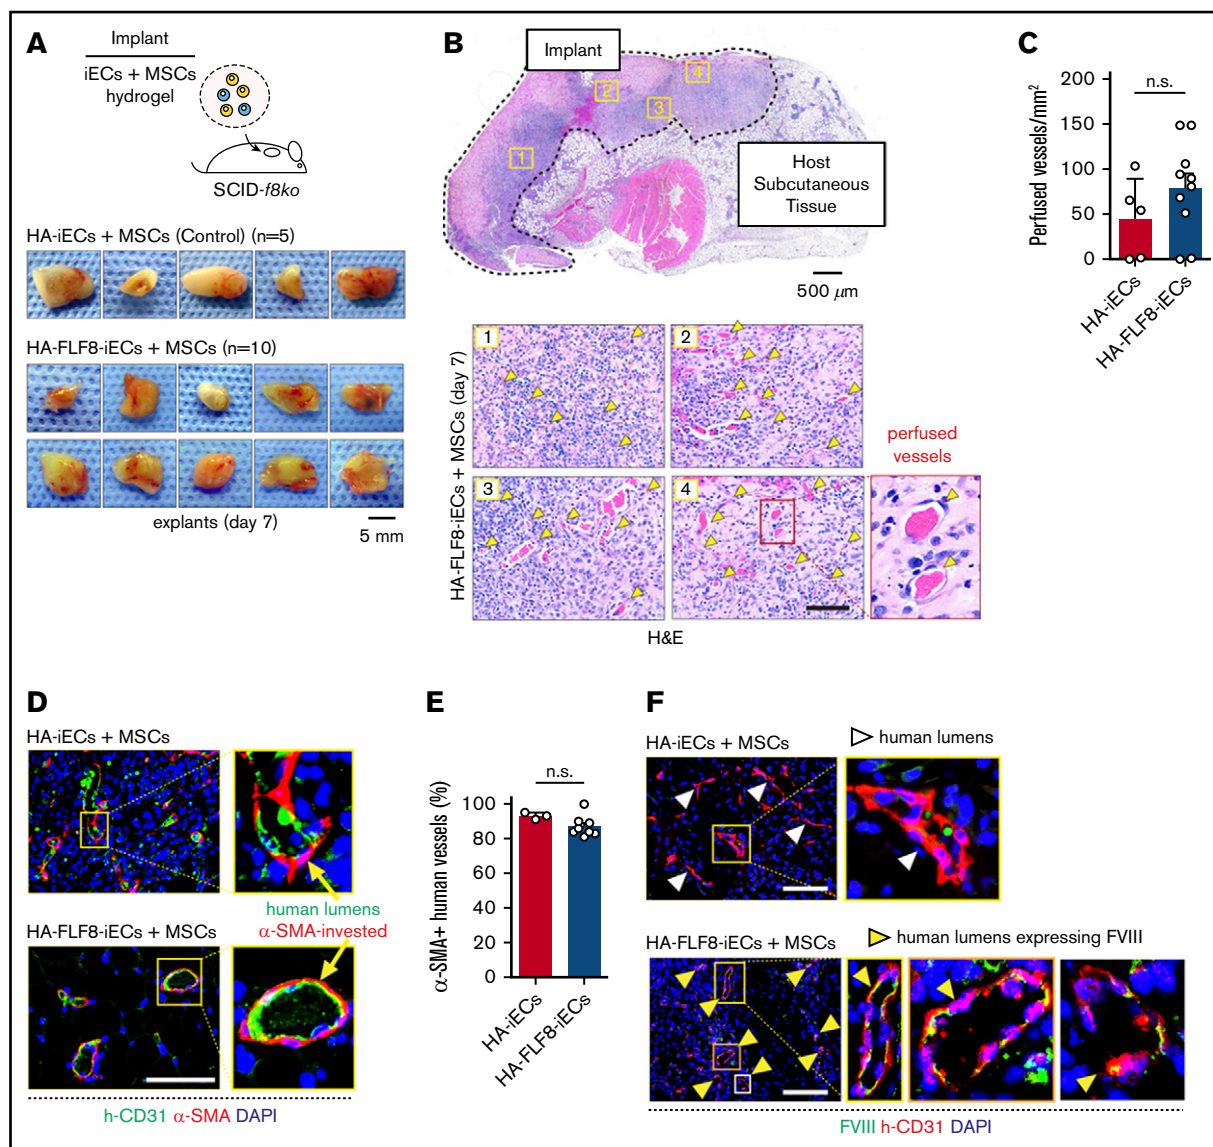 A
Implant
iECs + MSCs
hydrogel
SCID-f8ko
HA-iECs + MSCs (Control) (n=5)
HA-FLF8-iECs + MSCs (n=10)
explants (day 7)
5 mm
B
Implant
1
2
3
4
Host
Subcutaneous
Tissue
500 μm
HA-FLF8-iECs + MSCs (day 7)
1
2
3
4
perfused
vessels
H&E
C
Perfused vessels/mm²
200
150
100
50
0
n.s.
HA-iECs
HA-FLF8-iECs
D
HA-iECs + MSCs
human lumens
α-SMA-invested
HA-FLF8-iECs + MSCs
h-CD31 α-SMA DAPI
E
α-SMA+ human vessels (%)
100
80
60
40
20
0
n.s.
HA-iECs
HA-FLF8-iECs
F
HA-iECs + MSCs
human lumens
HA-FLF8-iECs + MSCs
human lumens expressing FVIII
FVIII h-CD31 DAPI